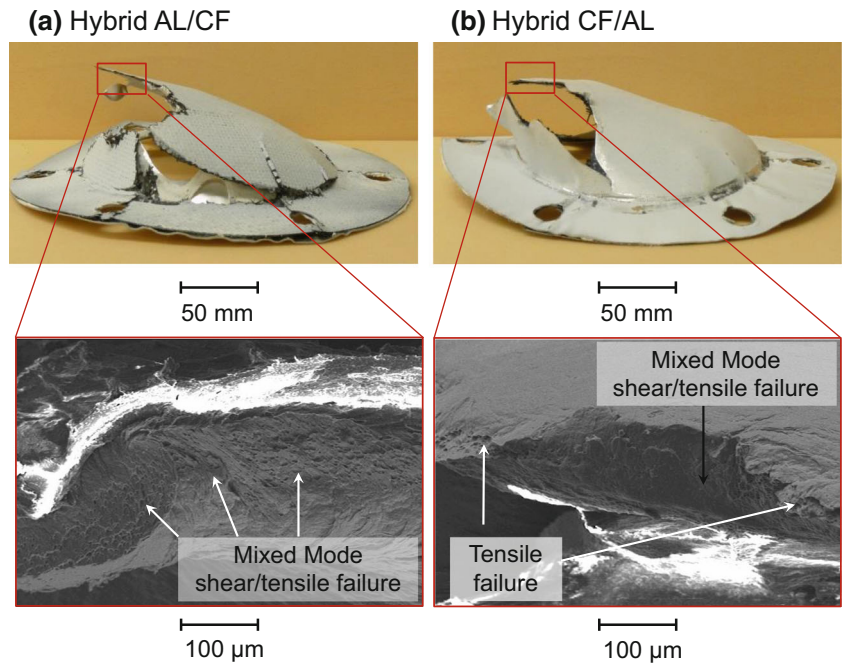 (a) Hybrid AL/CF
(b) Hybrid CF/AL
50 mm
50 mm
Mixed Mode
shear/tensile failure
Mixed Mode
shear/tensile failure
Tensile
failure
100 µm
100 µm